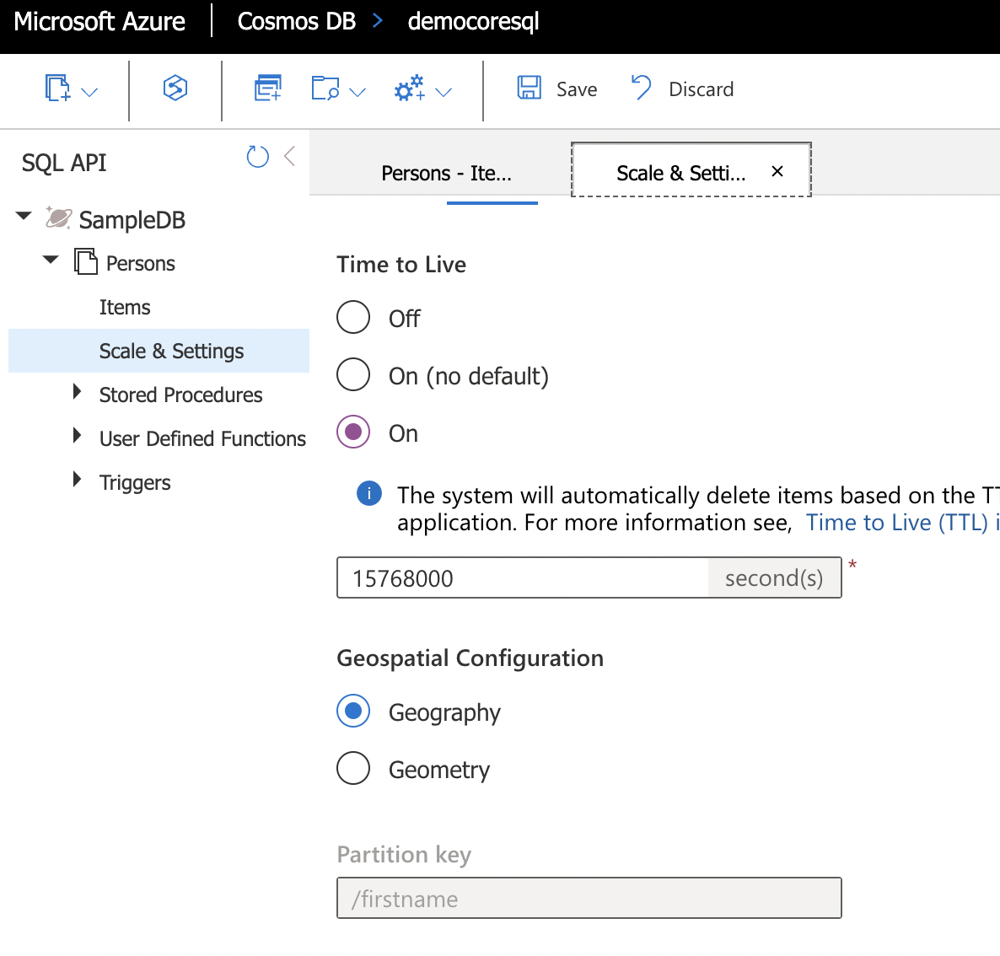 Microsoft Azure Cosmos DB > democoresql
Save Discard
SQL API
Persons - Ite... Scale & Setti... ×
SampleDB
Persons
Items
Scale & Settings
Stored Procedures
User Defined Functions
Triggers
Time to Live
Off
On (no default)
On
The system will automatically delete items based on the TT
application. For more information see, Time to Live (TTL) i
15768000 second(s) *
Geospatial Configuration
Geography
Geometry
Partition key
/firstname